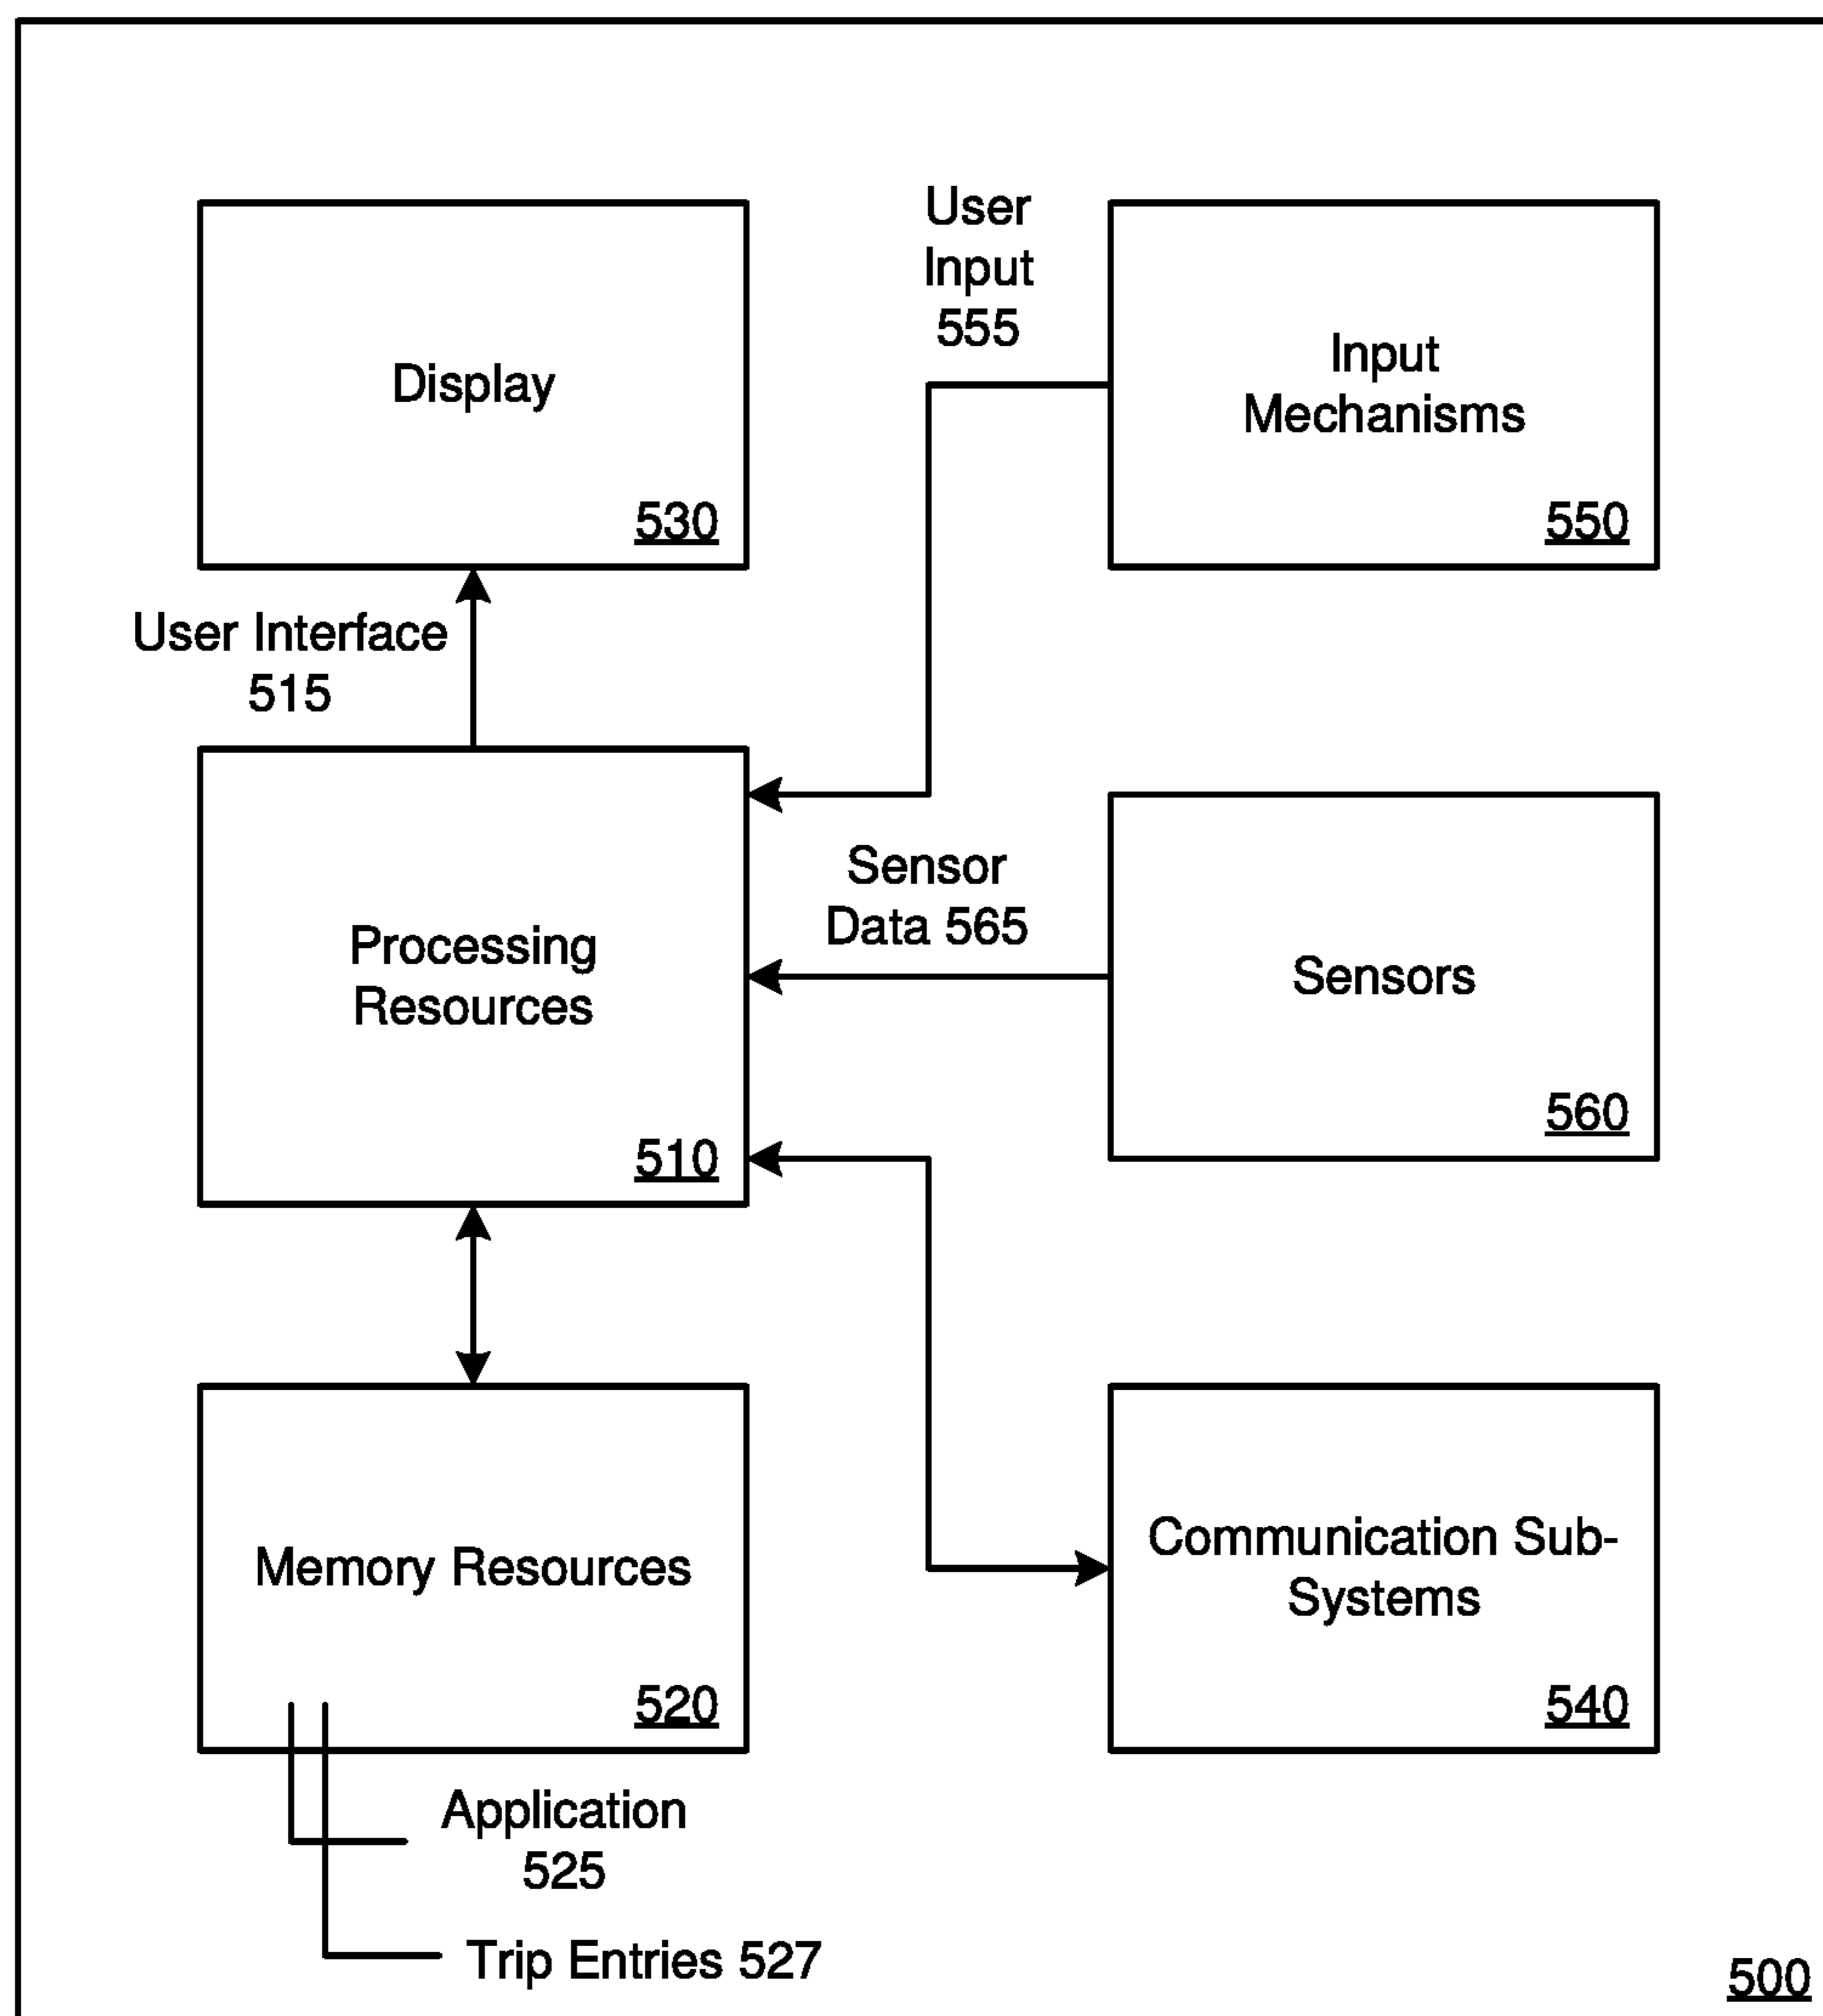 Display
530
User
Input
555
Input
Mechanisms
550
User Interface
515
Processing
Resources
510
Sensor
Data 565
Sensors
560
Memory Resources
520
Communication Sub-
Systems
540
Application
525
Trip Entries 527
500